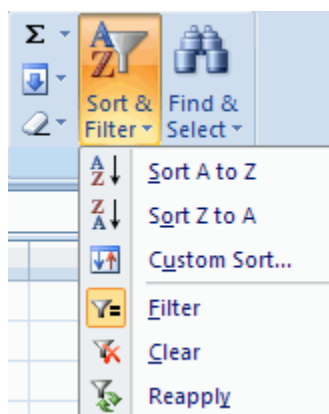 Σ
Sort & Filter
Find & Select
Sort A to Z
Sort Z to A
Custom Sort...
Filter
Clear
Reapply